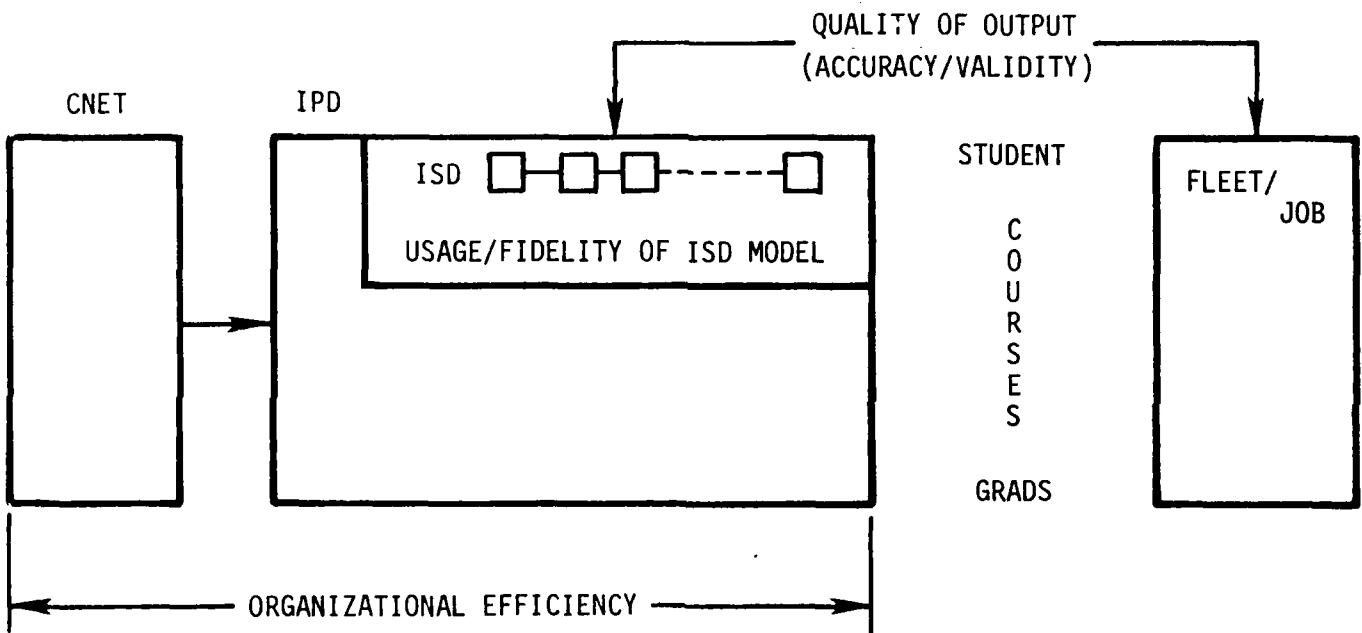 QUALITY OF OUTPUT
(ACCURACY/VALIDITY)
CNET
IPD
ISD
USAGE/FIDELITY OF ISD MODEL
STUDENT
COURSES
GRADS
FLEET/
JOB
ORGANIZATIONAL EFFICIENCY